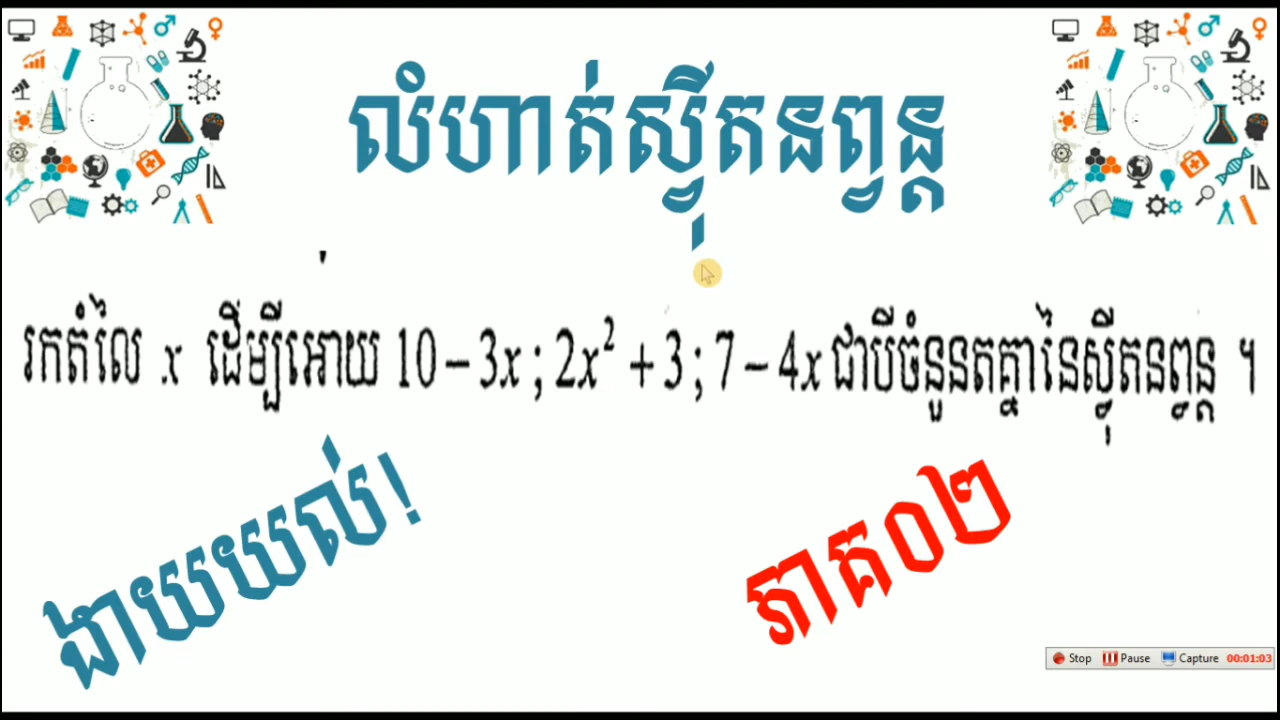 លំហាត់ស្វ៊ីតនព្វន្ត
រកតំលៃ x ដើម្បីអោយ 10 − 3x ; 2x² + 3 ; 7 − 4x ជាបីចំនួនតគ្នានៃស្វ៊ីតនព្វន្ត ។
ងាយយល់!
ភាគ០២
Stop Pause Capture 00:01:03